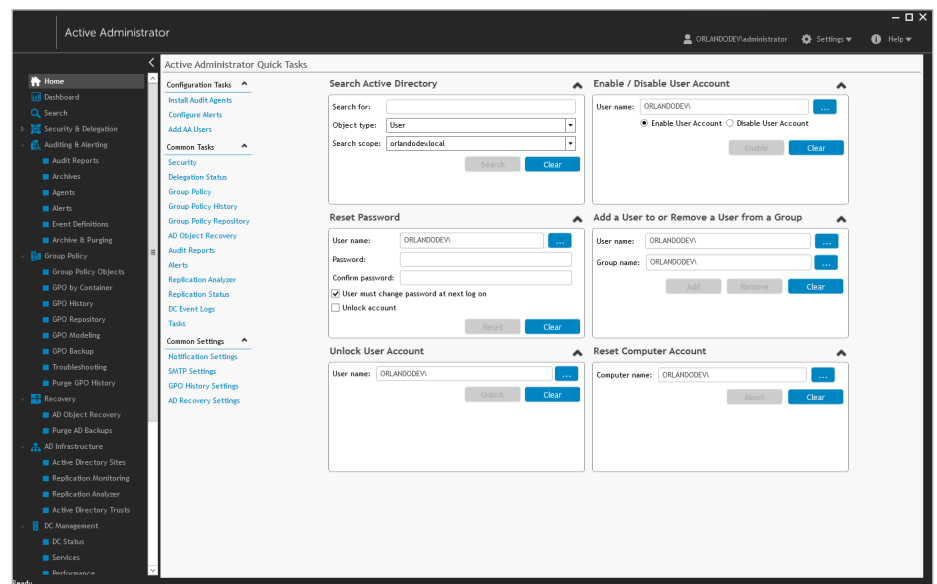 Active Administrator
ORLANDODEV\administrator
Settings
Help
Home
Dashboard
Search
Security & Delegation
Auditing & Alerting
Audit Reports
Archives
Agents
Alerts
Event Definitions
Archive & Purging
Group Policy
Group Policy Objects
GPO by Container
GPO History
GPO Repository
GPO Modeling
GPO Backup
Troubleshooting
Purge GPO History
Recovery
AD Object Recovery
Purge AD Backups
AD Infrastructure
Active Directory Sites
Replication Monitoring
Replication Analyzer
Active Directory Trusts
DC Management
DC Status
Services
Performance
Ready
Active Administrator Quick Tasks
Configuration Tasks
Install Audit Agents
Configure Alerts
Add AA Users
Common Tasks
Security
Delegation Status
Group Policy
Group Policy History
Group Policy Repository
AD Object Recovery
Audit Reports
Alerts
Replication Analyzer
Replication Status
DC Event Logs
Tasks
Common Settings
Notification Settings
SMTP Settings
GPO History Settings
AD Recovery Settings
Search Active Directory
Search for:
Object type: User
Search scope: orlandodev.local
Search Clear
Enable / Disable User Account
User name: ORLANDODEV\ ...
Enable User Account Disable User Account
Enable Clear
Reset Password
User name: ORLANDODEV\ ...
Password:
Confirm password:
User must change password at next log on
Unlock account
Reset Clear
Add a User to or Remove a User from a Group
User name: ORLANDODEV\ ...
Group name: ORLANDODEV\ ...
Add Remove Clear
Unlock User Account
User name: ORLANDODEV\ ...
Unlock Clear
Reset Computer Account
Computer name: ORLANDODEV\ ...
Reset Clear